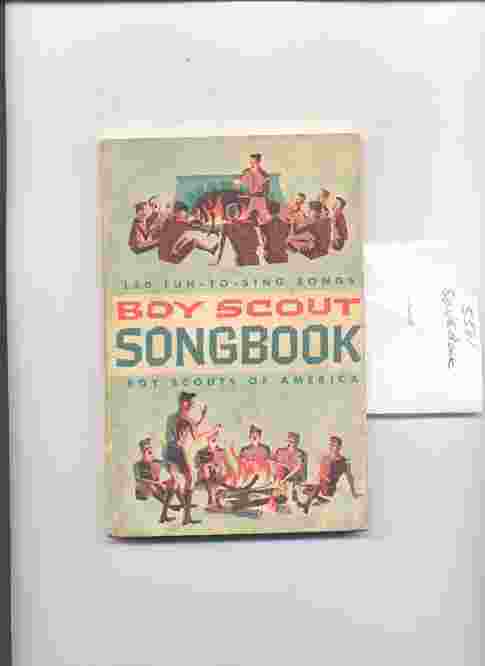 FUN-TO-SING SONGS
BOY SCOUT
SONGBOOK
BOY SCOUTS OF AMERICA